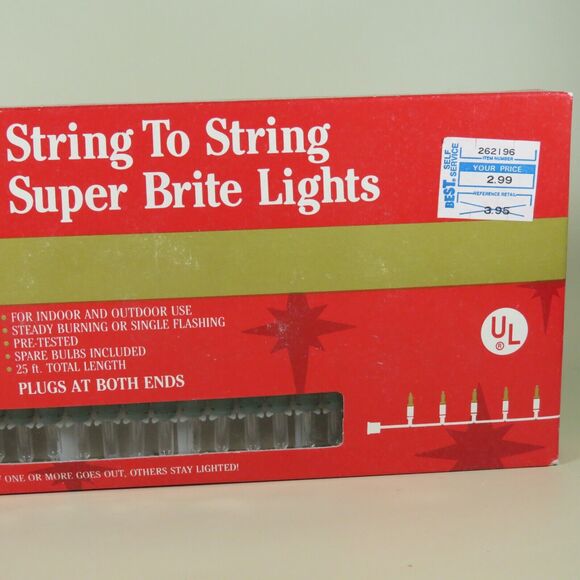 String To String
Super Brite Lights
BEST. SELF SERVICE
262196
ITEM NUMBER
YOUR PRICE
2.99
REFERENCE RETAIL
3.95
• FOR INDOOR AND OUTDOOR USE
• STEADY BURNING OR SINGLE FLASHING
• PRE-TESTED
• SPARE BULBS INCLUDED
• 25 ft. TOTAL LENGTH
PLUGS AT BOTH ENDS
UL
®
ONE OR MORE GOES OUT, OTHERS STAY LIGHTED!